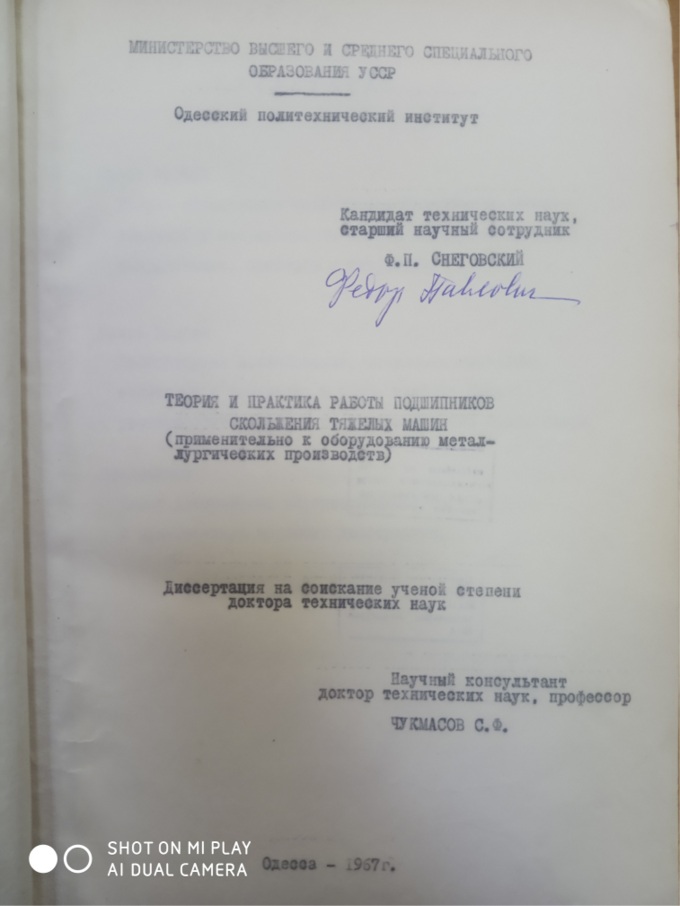 МИНИСТЕРСТВО ВЫСШЕГО И СРЕДНЕГО СПЕЦИАЛЬНОГО
ОБРАЗОВАНИЯ УССР
Одесский политехнический институт
Кандидат технических наук,
старший научный сотрудник
Ф.П. СНЕГОВСКИЙ
Федор Павлович
ТЕОРИЯ И ПРАКТИКА РАБОТЫ ПОДШИПНИКОВ
СКОЛЬЖЕНИЯ ТЯЖЕЛЫХ МАШИН
(применительно к оборудованию метал-
лургических производств)
Диссертация на соискание ученой степени
доктора технических наук
Научный консультант
доктор технических наук, профессор
ЧУКМАСОВ С.Ф.
SHOT ON MI PLAY
AI DUAL CAMERA
Одесса - 1967г.